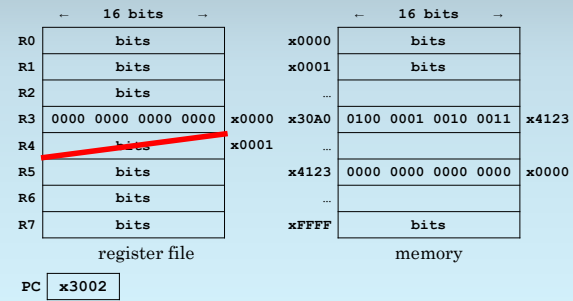 ← 16 bits →
R0 bits
R1 bits
R2 bits
R3 0000 0000 0000 0000 x0000
R4 bits x0001
R5 bits
R6 bits
R7 bits
register file
PC x3002
← 16 bits →
x0000 bits
x0001 bits
…
x30A0 0100 0001 0010 0011 x4123
…
x4123 0000 0000 0000 0000 x0000
…
xFFFF bits
memory